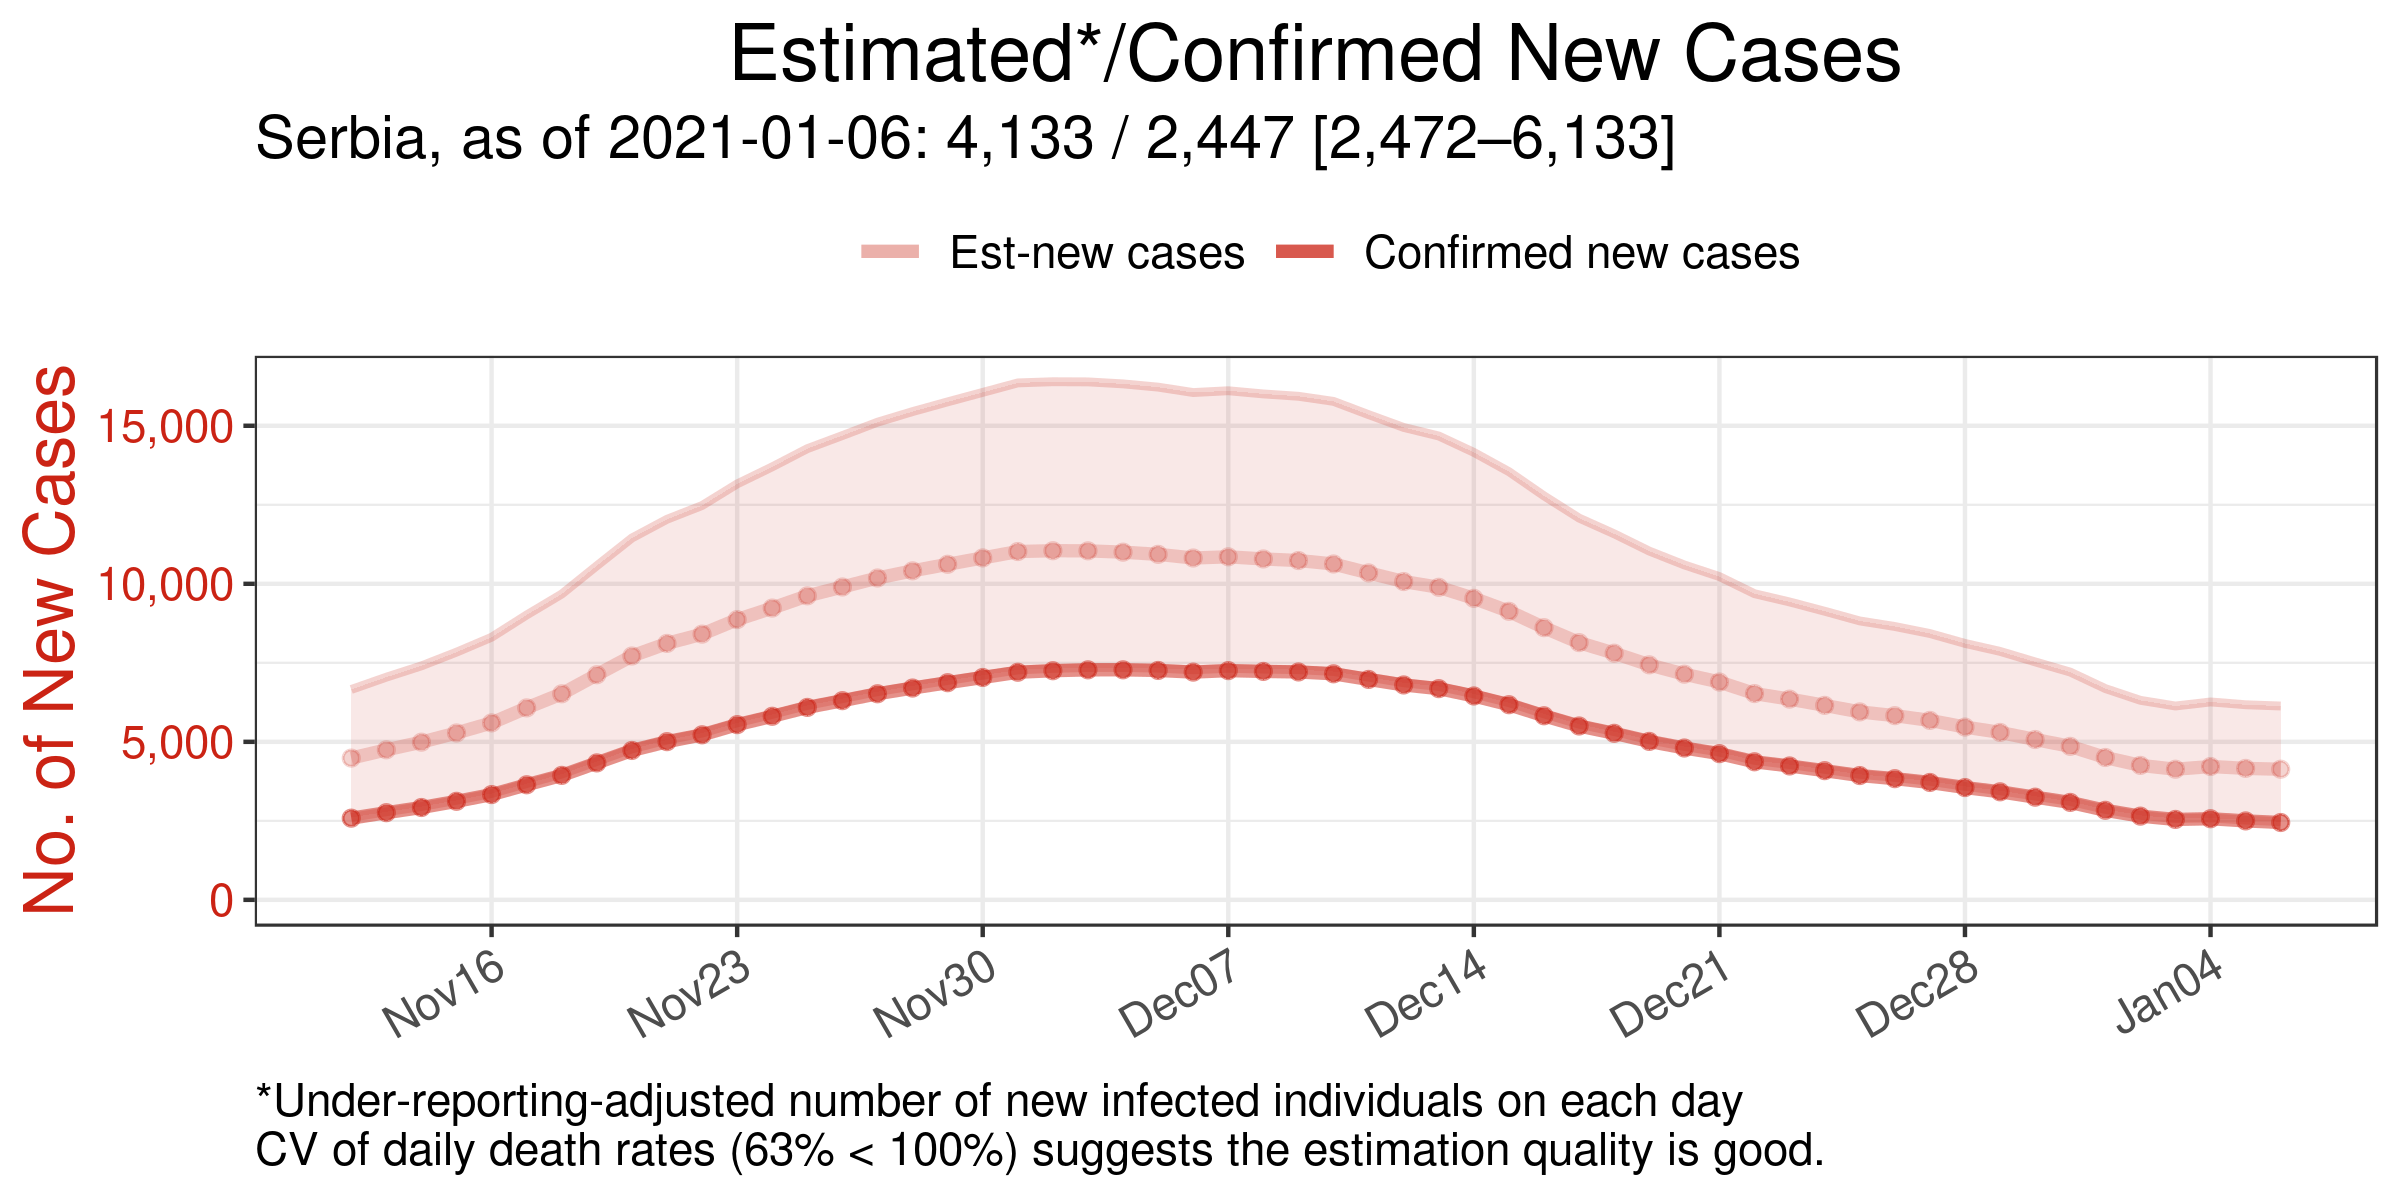 Estimated*/Confirmed New Cases
Serbia, as of 2021-01-06: 4,133 / 2,447 [2,472–6,133]
Est-new cases Confirmed new cases
No. of New Cases
15,000
10,000
5,000
0
Nov16 Nov23 Nov30 Dec07 Dec14 Dec21 Dec28 Jan04
*Under-reporting-adjusted number of new infected individuals on each day
CV of daily death rates (63% < 100%) suggests the estimation quality is good.